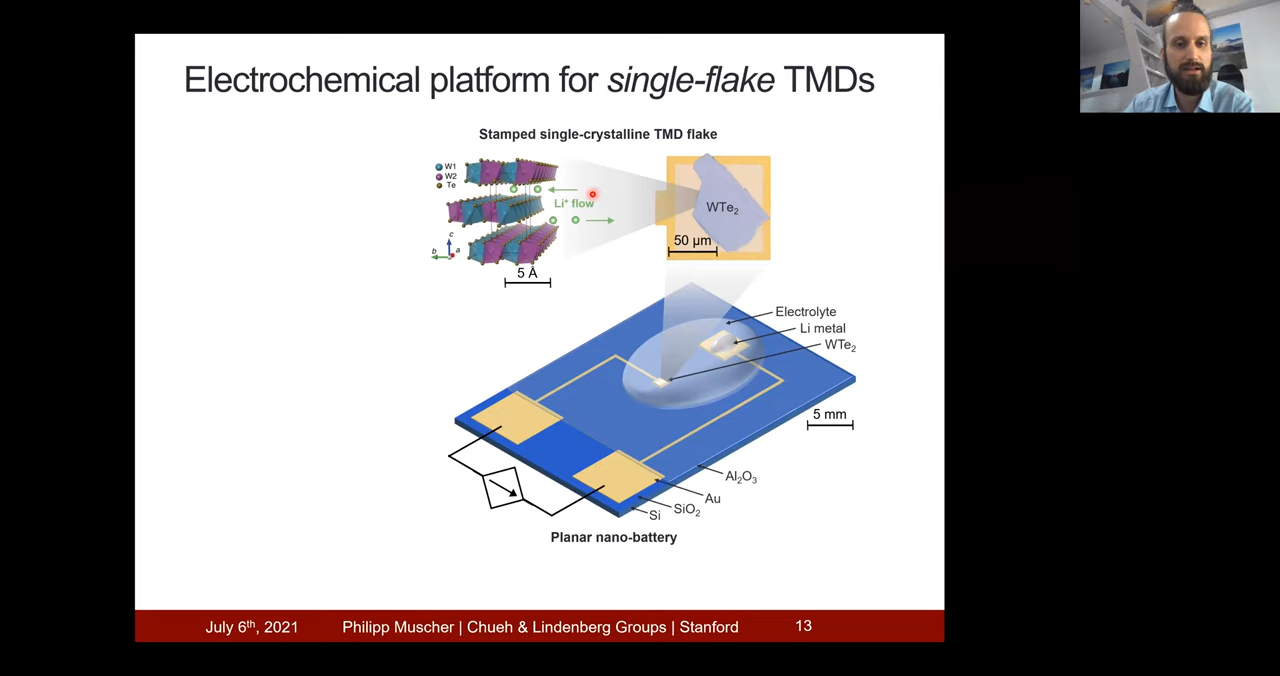 Electrochemical platform for single-flake TMDs
Stamped single-crystalline TMD flake
W1
W2
Te
Li⁺ flow
c
b
a
5 Å
WTe₂
50 µm
Electrolyte
Li metal
WTe₂
5 mm
Al₂O₃
Au
SiO₂
Si
Planar nano-battery
July 6ᵗʰ, 2021
Philipp Muscher | Chueh & Lindenberg Groups | Stanford
13